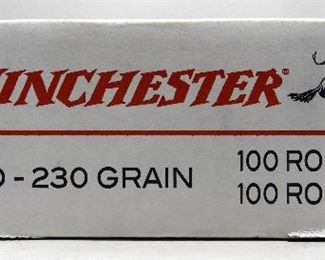 INCHESTER®
- 230 GRAIN
100 RO
100 RO